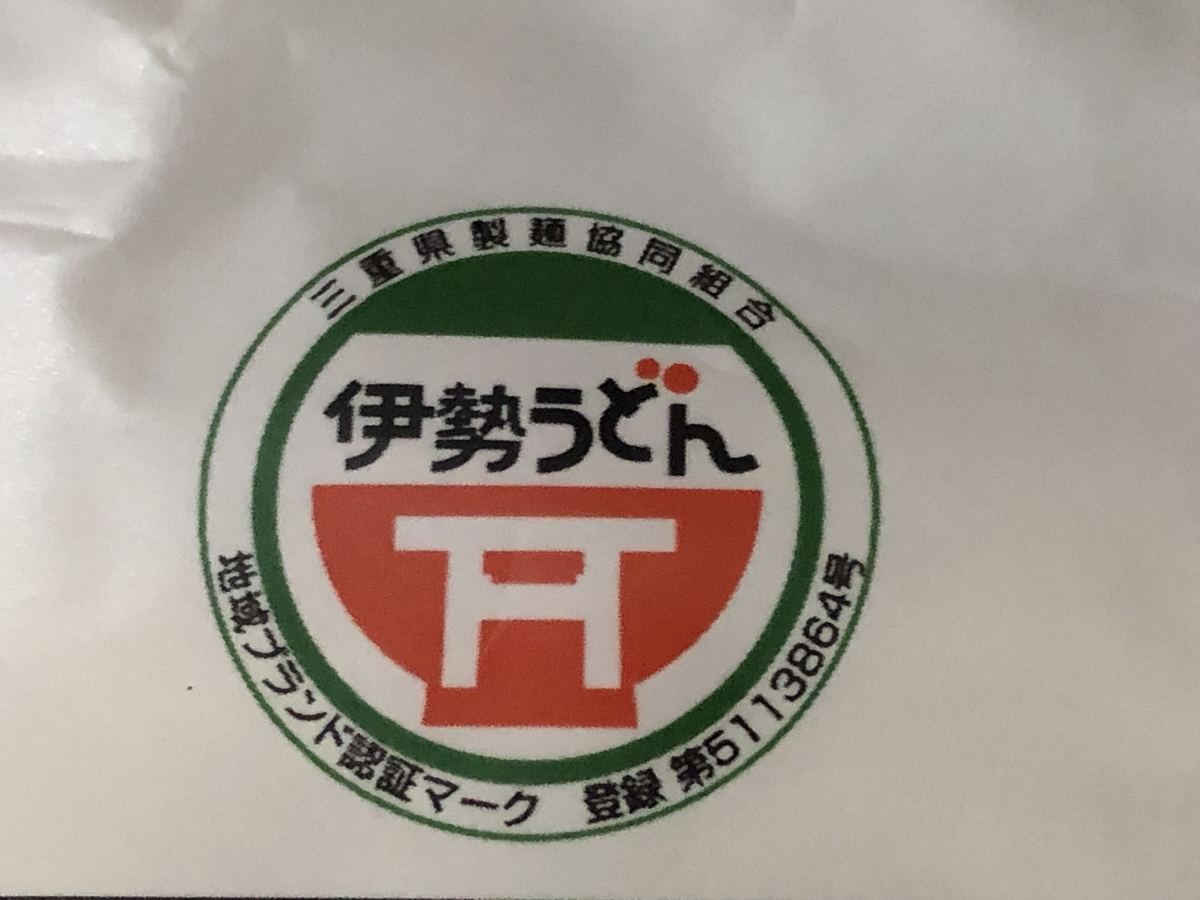 三重県製麺協同組合
伊勢うどん
地域ブランド認証マーク 登録 第5113864号